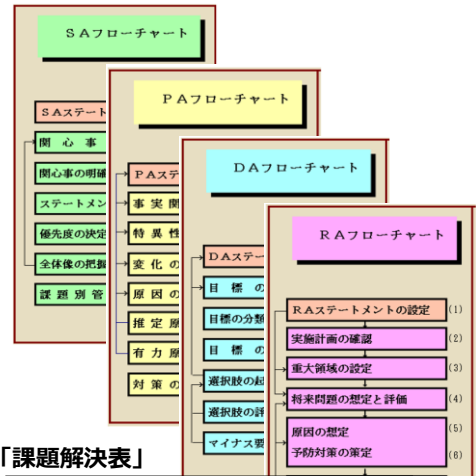 SAフローチャート
SAステート
関 心 事
関心事の明確
ステートメン
優先度の決定
全体像の把握
課 題 別 管
PAフローチャート
PAステ
事 実 関
特 異 性
変 化 の
原 因 の
推 定 原
有 力 原
対 策 の
DAフローチャート
DAステー
目 標 の
目標の分類
目 標 の
選択肢の起
選択肢の評
マイナス要
RAフローチャート
RAステートメントの設定 (1)
実施計画の確認 (2)
重大領域の設定 (3)
将来問題の想定と評価 (4)
原因の想定 (5)
予防対策の策定 (6)
「課題解決表」